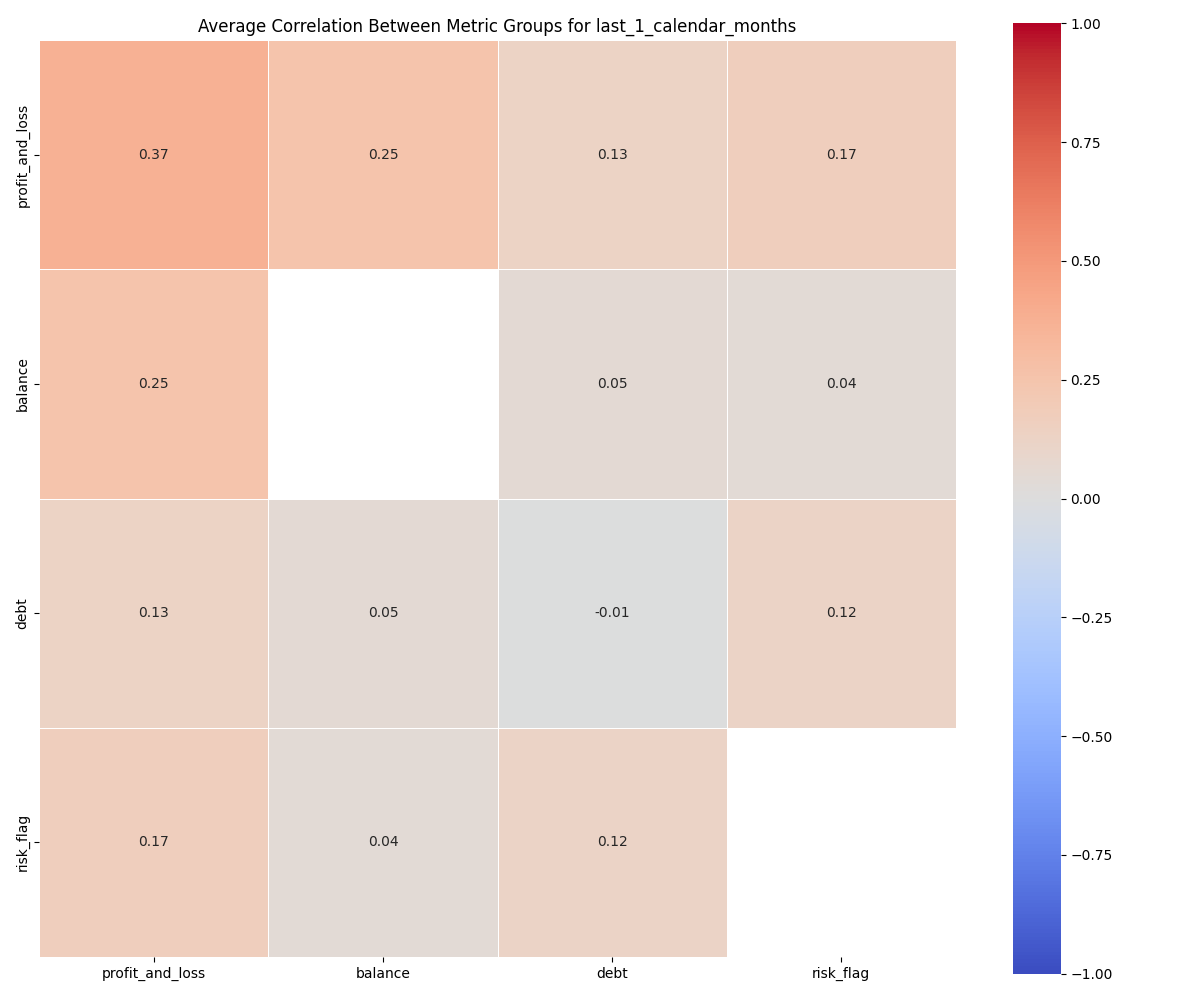 Average Correlation Between Metric Groups for last_1_calendar_months
profit_and_loss
0.37 0.25 0.13 0.17
balance
0.25 0.05 0.04
debt
0.13 0.05 -0.01 0.12
risk_flag
0.17 0.04 0.12
profit_and_loss balance debt risk_flag
1.00
0.75
0.50
0.25
0.00
−0.25
−0.50
−0.75
−1.00